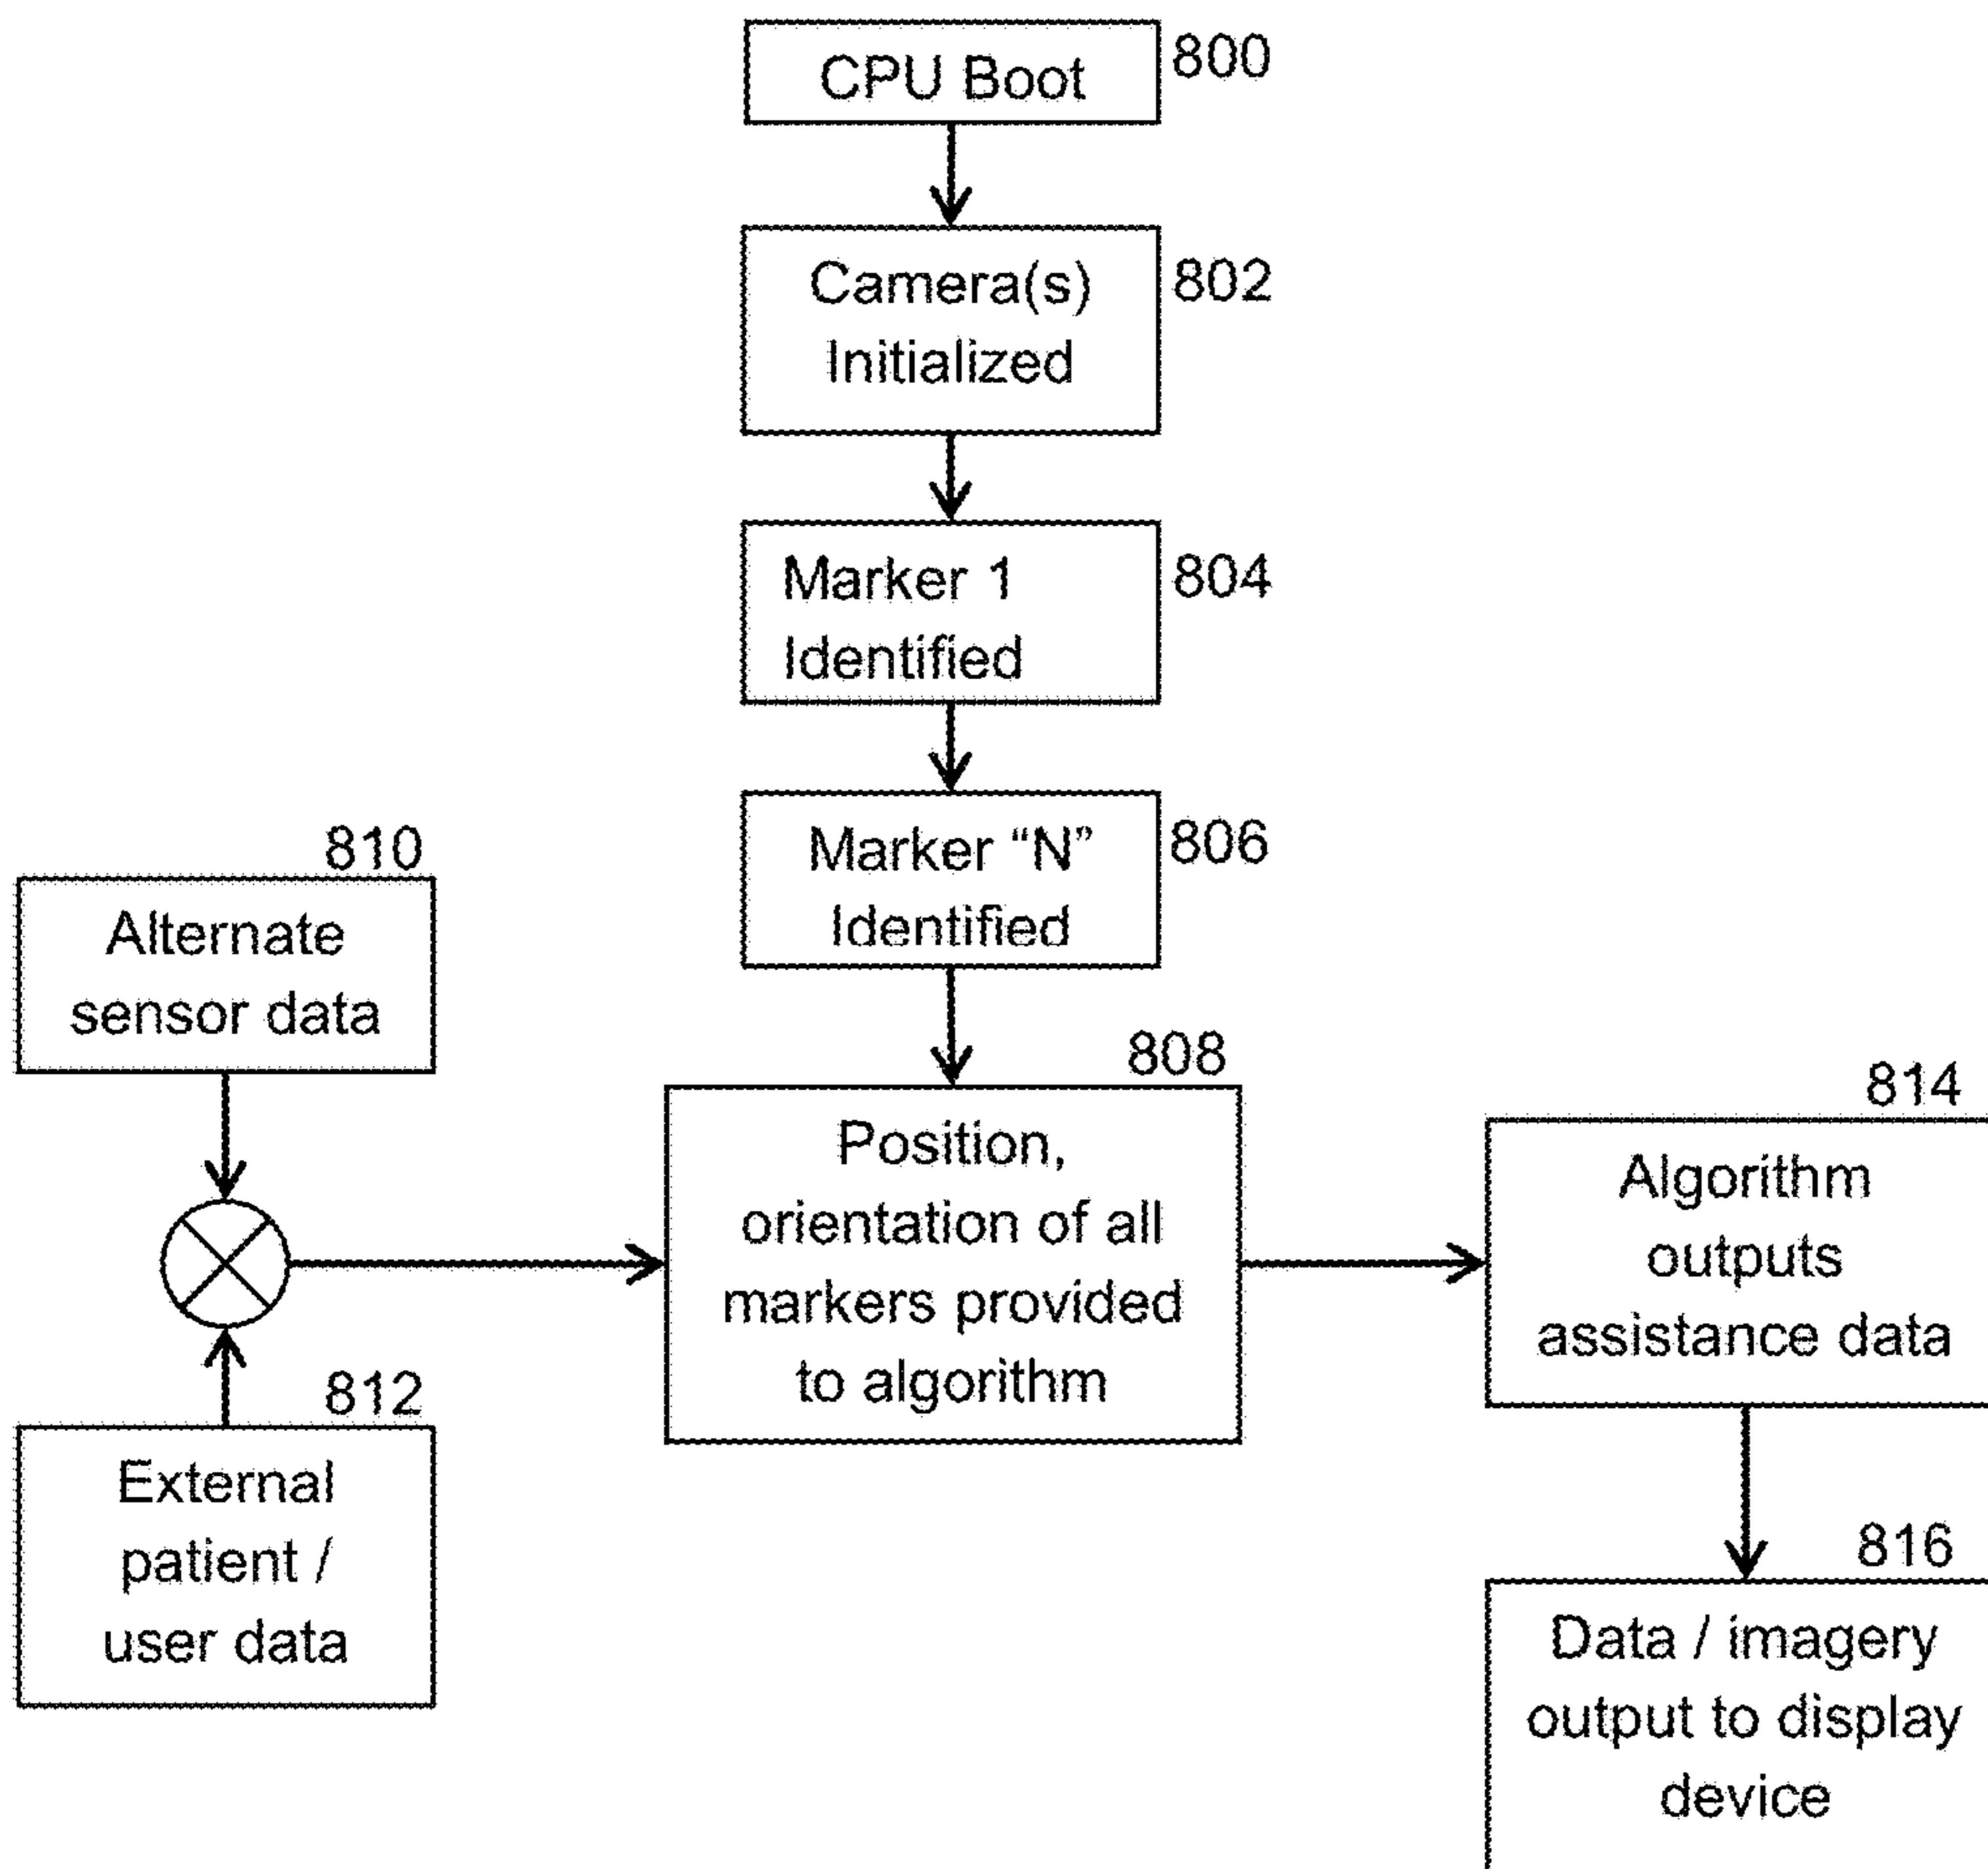 CPU Boot
800
Camera(s)
Initialized
802
Marker 1
Identified
804
Marker “N”
Identified
806
810
Alternate
sensor data
812
External
patient /
user data
808
Position,
orientation of all
markers provided
to algorithm
814
Algorithm
outputs
assistance data
816
Data / imagery
output to display
device